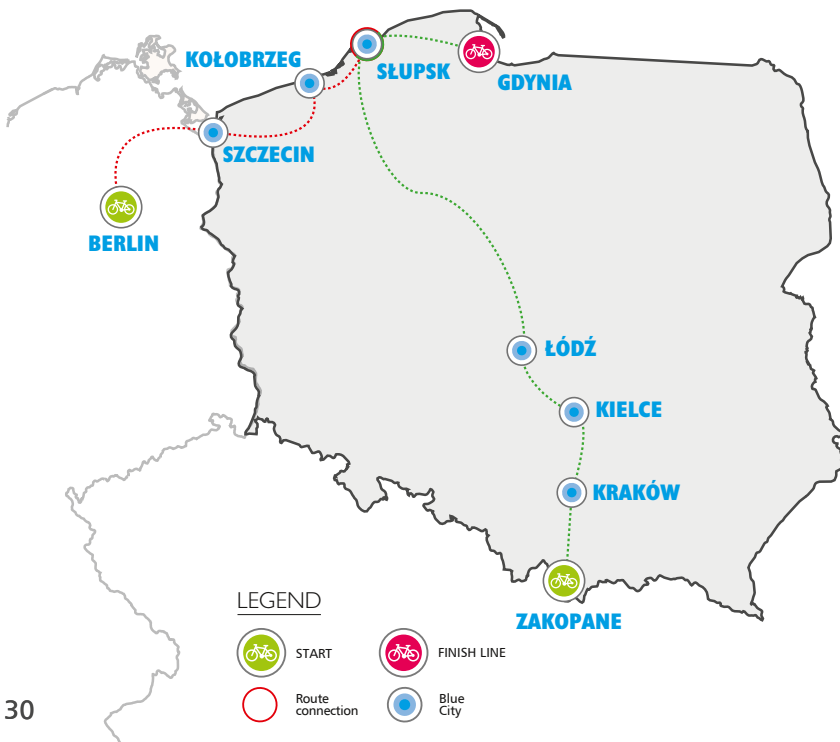 KOŁOBRZEG
SŁUPSK
GDYNIA
SZCZECIN
BERLIN
ŁÓDŹ
KIELCE
KRAKÓW
ZAKOPANE
LEGEND
START
FINISH LINE
Route
connection
Blue
City
30